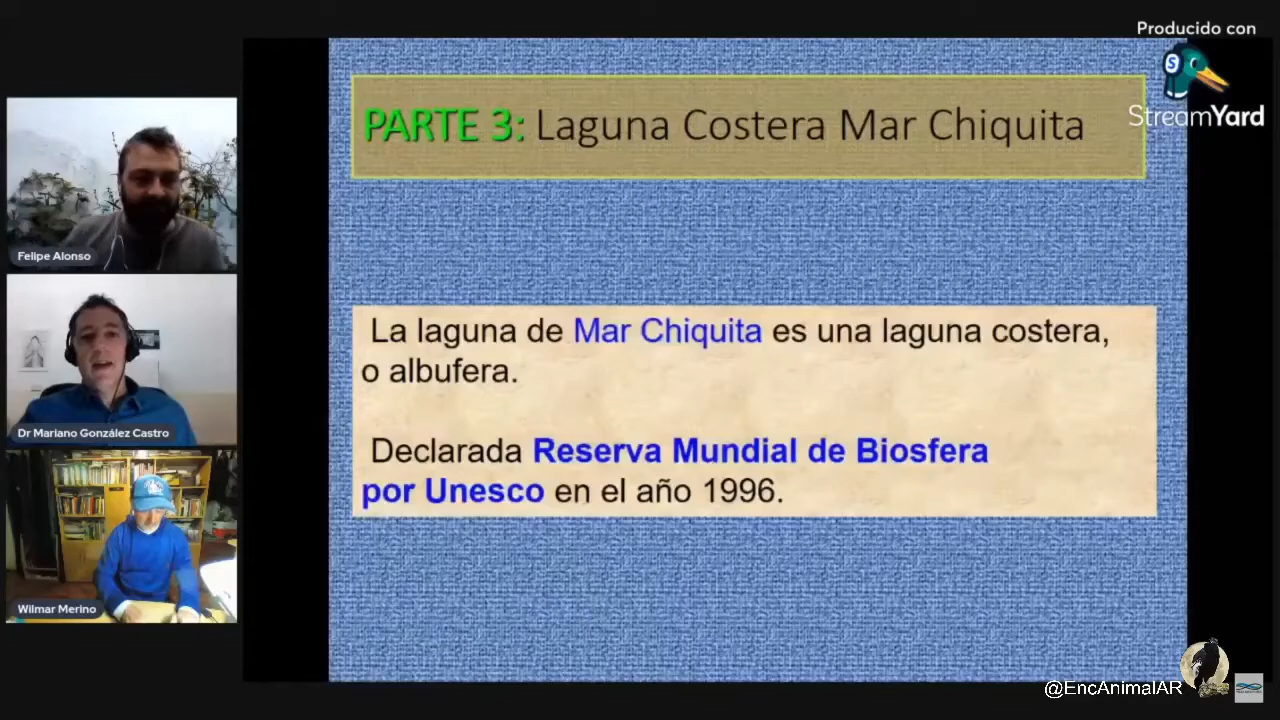 Producido con
StreamYard
PARTE 3: Laguna Costera Mar Chiquita
Felipe Alonso
Dr Mariano González Castro
Wilmar Merino
La laguna de Mar Chiquita es una laguna costera,
o albufera.
Declarada Reserva Mundial de Biosfera
por Unesco en el año 1996.
@EncAnimalAR